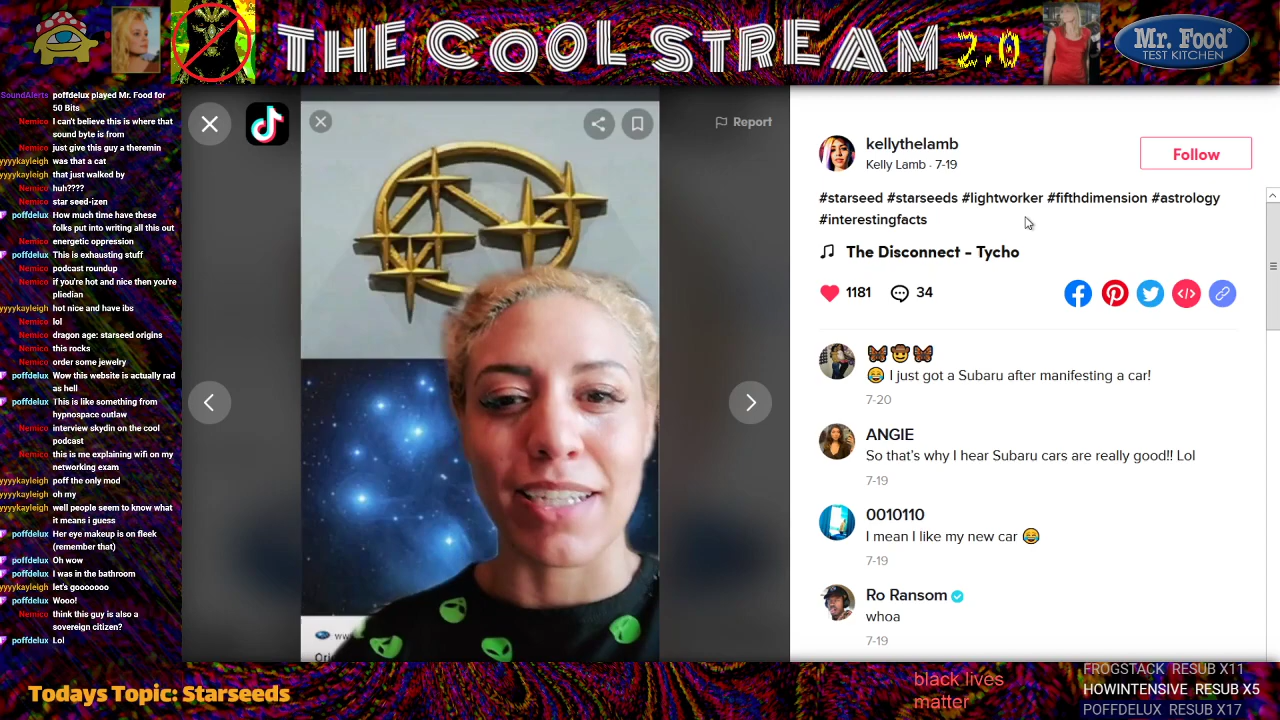 THE COOL STREAM 2.0
Mr. Food
TEST KITCHEN
SoundAlerts poffdelux played Mr. Food for
50 Bits
Nemico I can't believe this is where that
sound byte is from
Nemico just give this guy a theremin
yyyykayleigh was that a cat
yyyykayleigh that just walked by
Nemico huh????
Nemico star seed-izen
poffdelux How much time have these
folks put into writing all this out
Nemico energetic oppression
poffdelux This is exhausting stuff
Nemico podcast roundup
Nemico if you're hot and nice then you're
pliedian
yyyykayleigh hot nice and have ibs
Nemico lol
Nemico dragon age: starseed origins
Nemico this rocks
Nemico order some jewelry
poffdelux Wow this website is actually rad
as hell
poffdelux This is like something from
hypnospace outlaw
Nemico interview skydin on the cool
podcast
Nemico this is me explaining wifi on my
networking exam
yyyykayleigh poff the only mod
yyyykayleigh oh my
yyyykayleigh well people seem to know what
it means i guess
poffdelux Her eye makeup is on fleek
(remember that)
poffdelux Oh wow
poffdelux I was in the bathroom
yyyykayleigh let's gooooooo
poffdelux Wooo!
Nemico think this guy is also a
sovereign citizen?
poffdelux Lol
Report
www
Ori
kellythelamb
Kelly Lamb · 7-19
Follow
#starseed #starseeds #lightworker #fifthdimension #astrology
#interestingfacts
The Disconnect - Tycho
1181 34
I just got a Subaru after manifesting a car!
7-20
ANGIE
So that's why I hear Subaru cars are really good!! Lol
7-19
0010110
I mean I like my new car
7-19
Ro Ransom
whoa
7-19
Todays Topic: Starseeds
black lives
matter
FROGSTACK RESUB X11
HOWINTENSIVE RESUB X5
POFFDELUX RESUB X17